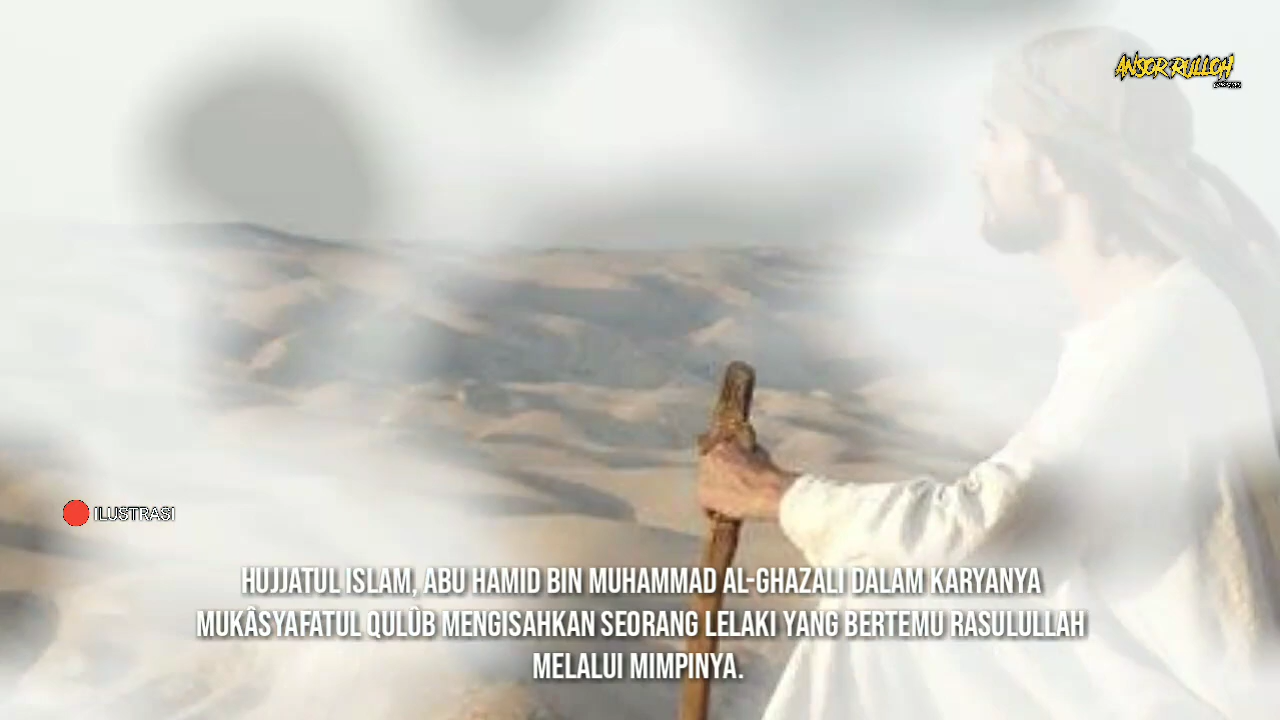 ANSOR RULLOH
ILUSTRASI
HUJJATUL ISLAM, ABU HAMID BIN MUHAMMAD AL-GHAZALI DALAM KARYANYA
MUKÂSYAFATUL QULÛB MENGISAHKAN SEORANG LELAKI YANG BERTEMU RASULULLAH
MELALUI MIMPINYA.